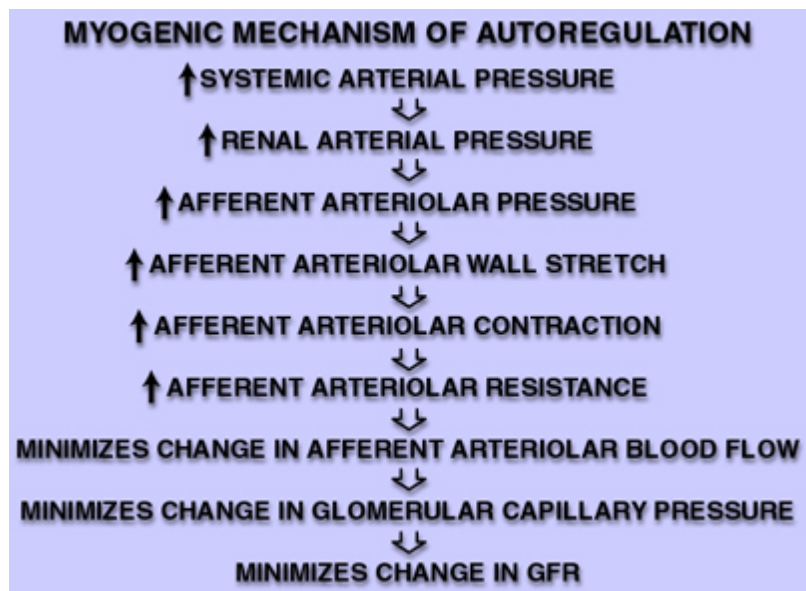 MYOGENIC MECHANISM OF AUTOREGULATION
↑SYSTEMIC ARTERIAL PRESSURE
↑RENAL ARTERIAL PRESSURE
↑AFFERENT ARTERIOLAR PRESSURE
↑AFFERENT ARTERIOLAR WALL STRETCH
↑AFFERENT ARTERIOLAR CONTRACTION
↑AFFERENT ARTERIOLAR RESISTANCE
MINIMIZES CHANGE IN AFFERENT ARTERIOLAR BLOOD FLOW
MINIMIZES CHANGE IN GLOMERULAR CAPILLARY PRESSURE
MINIMIZES CHANGE IN GFR